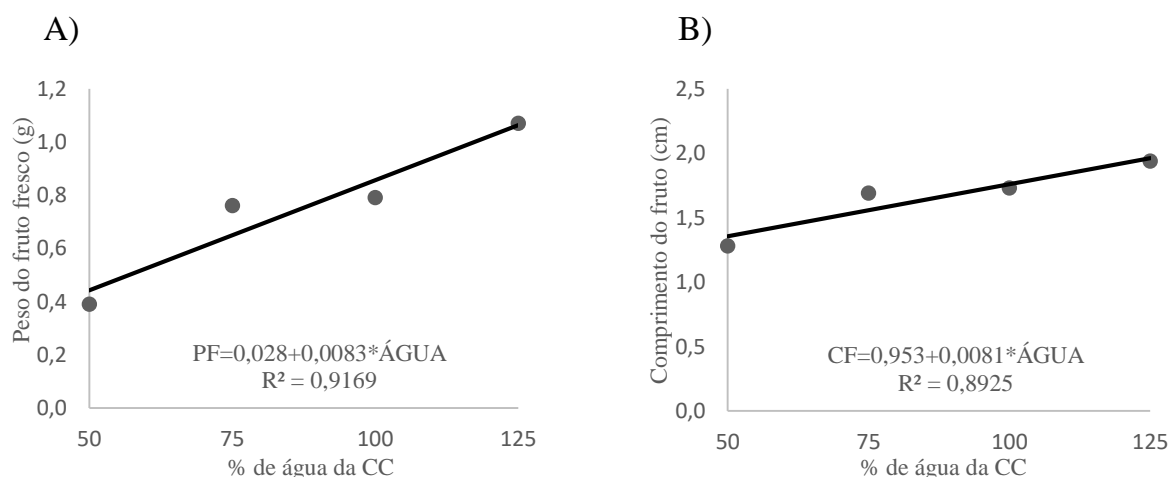 A)
Peso do fruto fresco (g)
1,2
1,0
0,8
0,6
0,4
0,2
0,0
PF=0,028+0,0083*ÁGUA
R² = 0,9169
50 75 100 125
% de água da CC
B)
Comprimento do fruto (cm)
2,5
2,0
1,5
1,0
0,5
0,0
CF=0,953+0,0081*ÁGUA
R² = 0,8925
50 75 100 125
% de água da CC